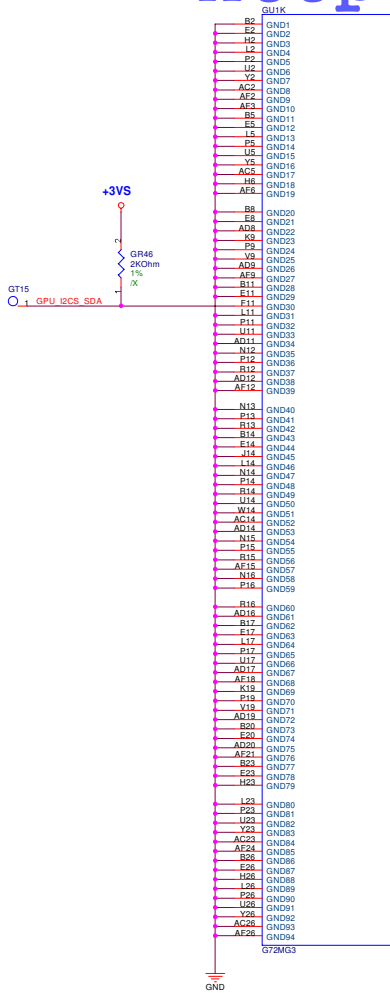 GU1K
B2 GND1
E2 GND2
H2 GND3
L2 GND4
P2 GND5
U2 GND6
Y2 GND7
AC2 GND8
AF2 GND9
AF3 GND10
B5 GND11
E5 GND12
L5 GND13
P5 GND14
U5 GND15
Y5 GND16
AC5 GND17
H6 GND18
AF6 GND19
B8 GND20
E8 GND21
AD8 GND22
K9 GND23
P9 GND24
V9 GND25
AD9 GND26
AF9 GND27
B11 GND28
E11 GND29
F11 GND30
L11 GND31
P11 GND32
U11 GND33
AD11 GND34
N12 GND35
P12 GND36
R12 GND37
AD12 GND38
AF12 GND39
N13 GND40
P13 GND41
R13 GND42
B14 GND43
E14 GND44
J14 GND45
L14 GND46
N14 GND47
P14 GND48
R14 GND49
U14 GND50
W14 GND51
AC14 GND52
AD14 GND53
N15 GND54
P15 GND55
R15 GND56
AF15 GND57
N16 GND58
P16 GND59
R16 GND60
AD16 GND61
B17 GND62
E17 GND63
L17 GND64
P17 GND65
U17 GND66
AD17 GND67
AF18 GND68
K19 GND69
P19 GND70
V19 GND71
AD19 GND72
B20 GND73
E20 GND74
AD20 GND75
AF21 GND76
B23 GND77
E23 GND78
H23 GND79
L23 GND80
P23 GND81
U23 GND82
Y23 GND83
AC23 GND84
AF24 GND85
B26 GND86
E26 GND87
H26 GND88
L26 GND89
P26 GND90
U26 GND91
Y26 GND92
AC26 GND93
AF26 GND94
G72MG3
+3VS
2
GR46
2KOhm
1%
/X
1
GT15
1 GPU_I2CS_SDA
GND